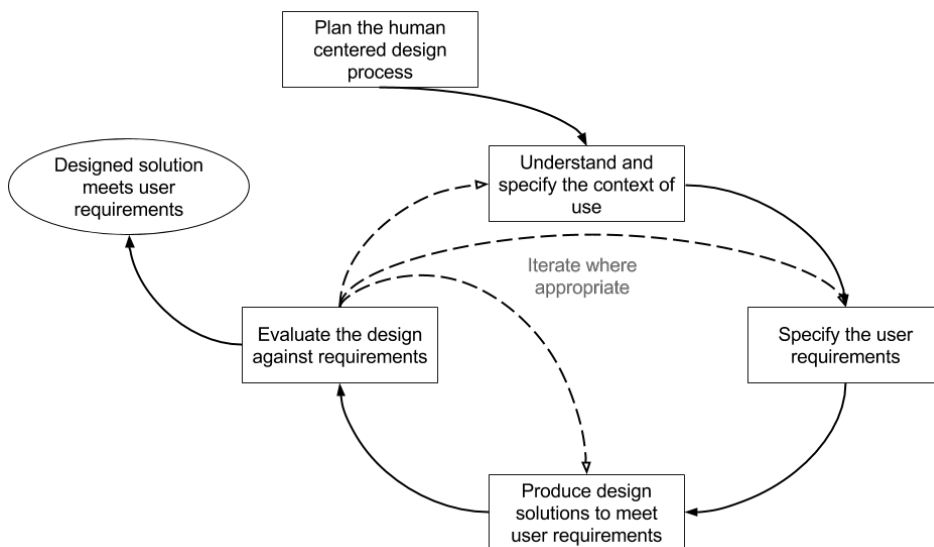 Plan the human
centered design
process
Understand and
specify the context of
use
Designed solution
meets user
requirements
Iterate where
appropriate
Evaluate the design
against requirements
Specify the user
requirements
Produce design
solutions to meet
user requirements